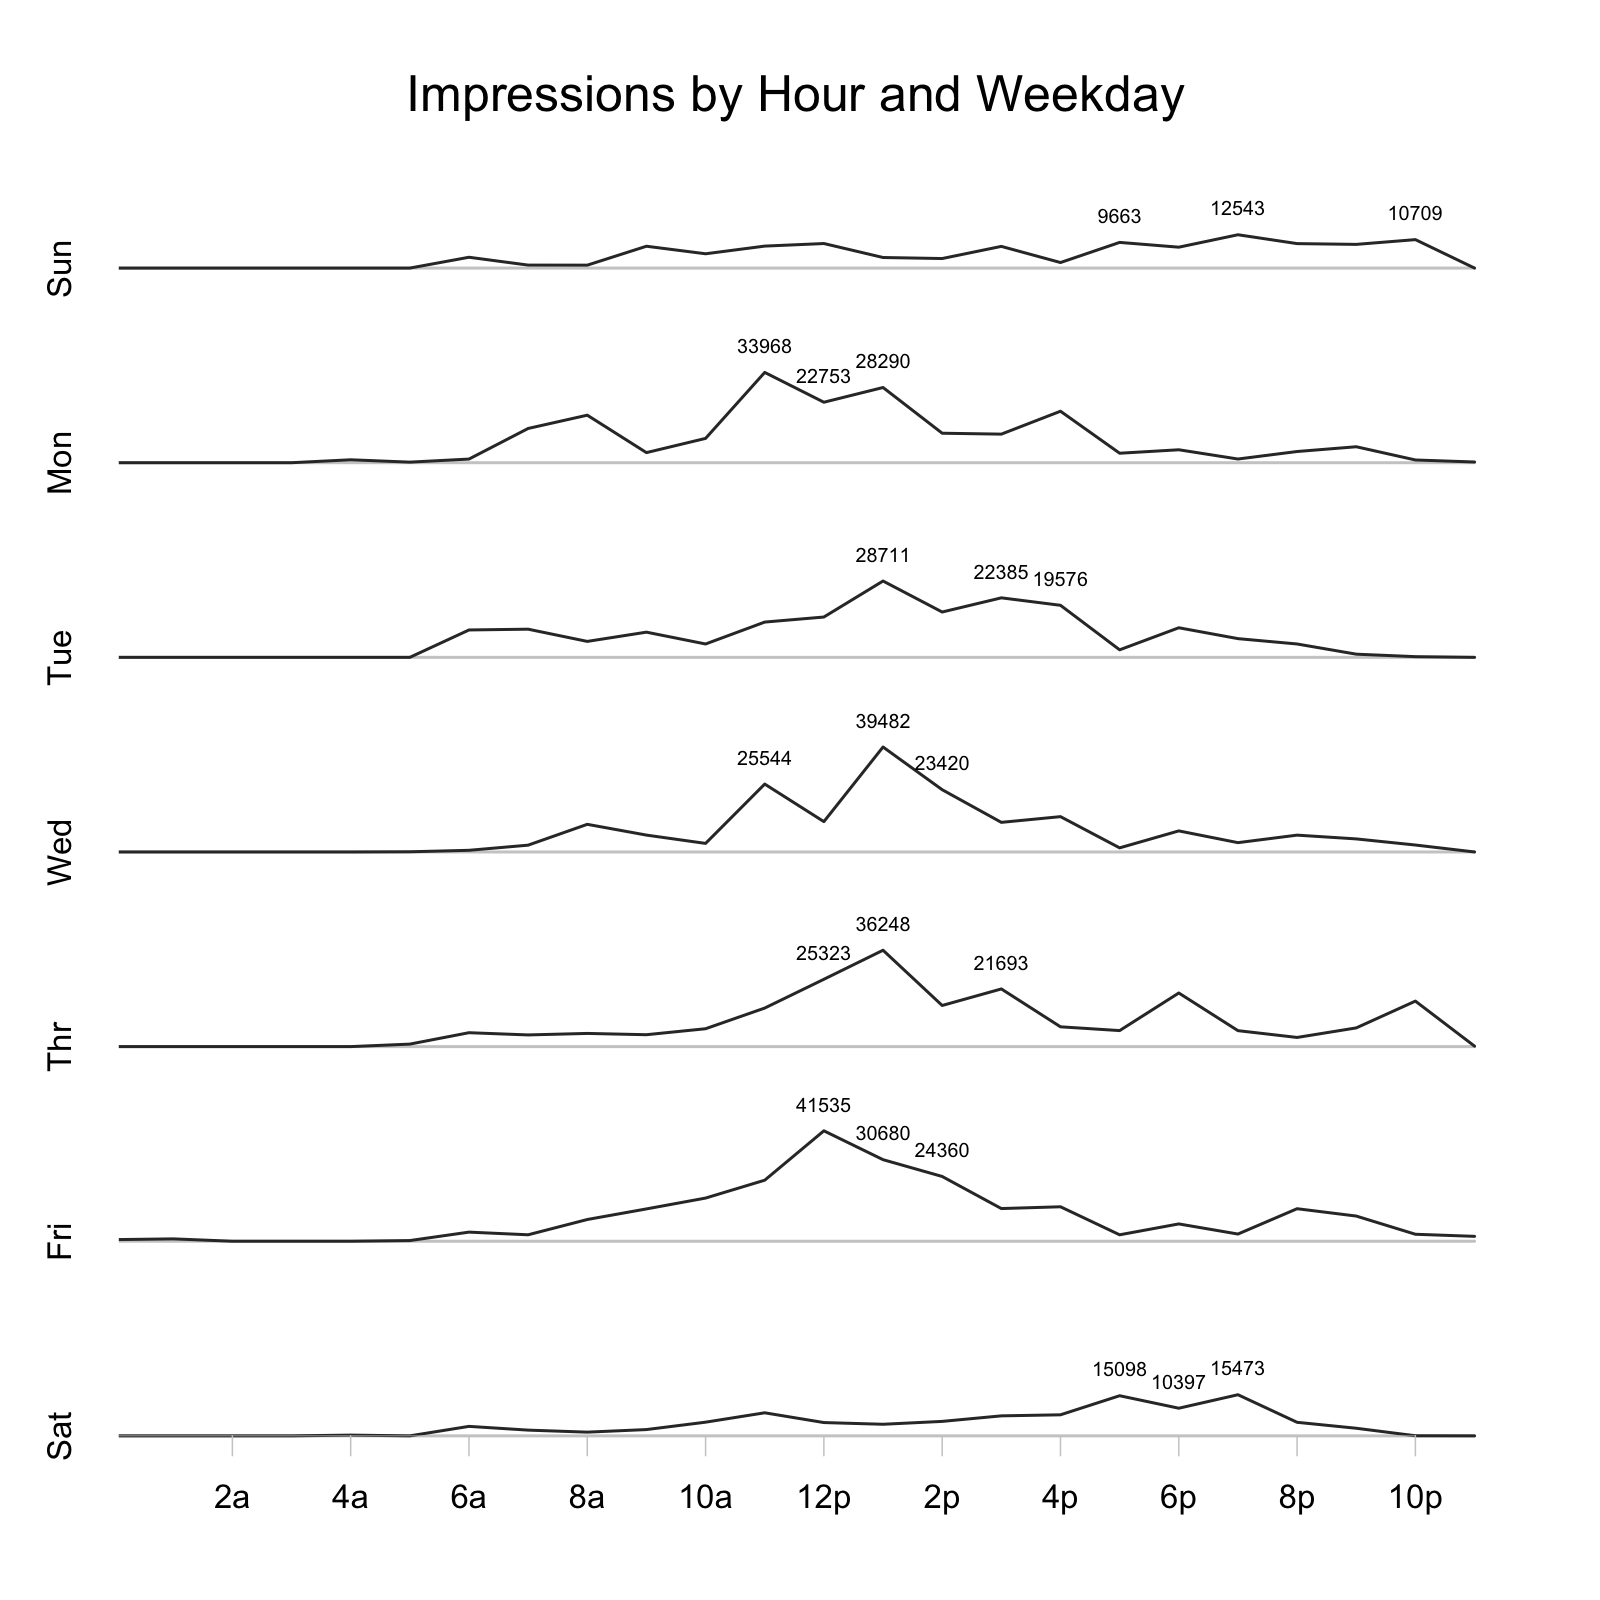 Impressions by Hour and Weekday
Sun
9663
12543
10709
Mon
33968
22753
28290
Tue
28711
22385
19576
Wed
25544
39482
23420
Thr
25323
36248
21693
Fri
41535
30680
24360
Sat
15098
10397
15473
2a 4a 6a 8a 10a 12p 2p 4p 6p 8p 10p